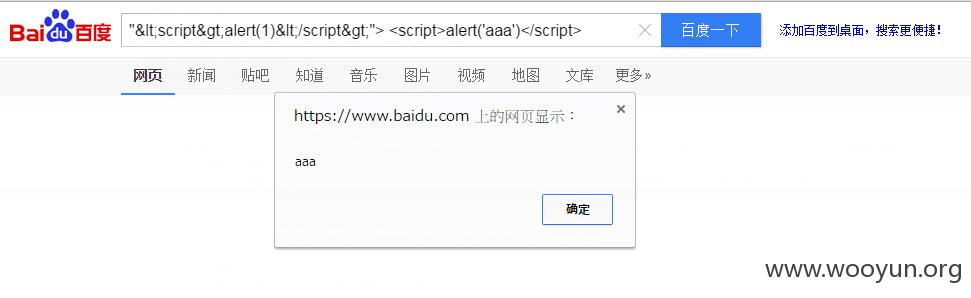 Bai du 百度 "&lt;script&gt;alert(1)&lt;/script&gt;"> <script>alert('aaa')</script> 百度一下 添加百度到桌面，搜索更便捷！
网页 新闻 贴吧 知道 音乐 图片 视频 地图 文库 更多»
https://www.baidu.com 上的网页显示：
aaa
确定
www.wooyun.org